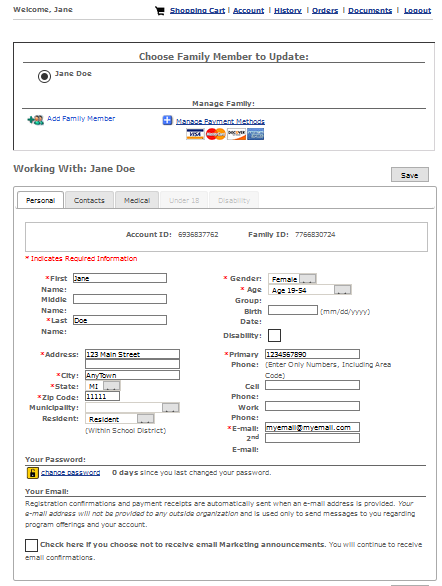 Welcome, Jane
Shopping Cart | Account | History | Orders | Documents | Logout
Choose Family Member to Update:
Jane Doe
Manage Family:
Add Family Member
Manage Payment Methods
VISA MasterCard DISCOVER
Working With: Jane Doe
Save
Personal Contacts Medical Under 18 Disability
Account ID: 6936837762 Family ID: 7766830724
* Indicates Required Information
*First Name: Jane
Middle Name:
*Last Name: Doe
*Address: 123 Main Street
*City: AnyTown
*State: MI
*Zip Code: 11111
Municipality:
Resident: Resident
(Within School District)
* Gender: Female
* Age Group: Age 19-54
Birth Date: (mm/dd/yyyy)
Disability:
*Primary Phone: 1234567890
(Enter Only Numbers, Including Area
Code)
Cell Phone:
Work Phone:
*E-mail: myemail@myemail.com
2nd E-mail:
Your Password:
change password 0 days since you last changed your password.
Your Email:
Registration confirmations and payment receipts are automatically sent when an e-mail address is provided. Your
e-mail address will not be provided to any outside organization and is used only to send messages to you regarding
program offerings and your account.
Check here if you choose not to receive email Marketing announcements. You will continue to receive
email confirmations.